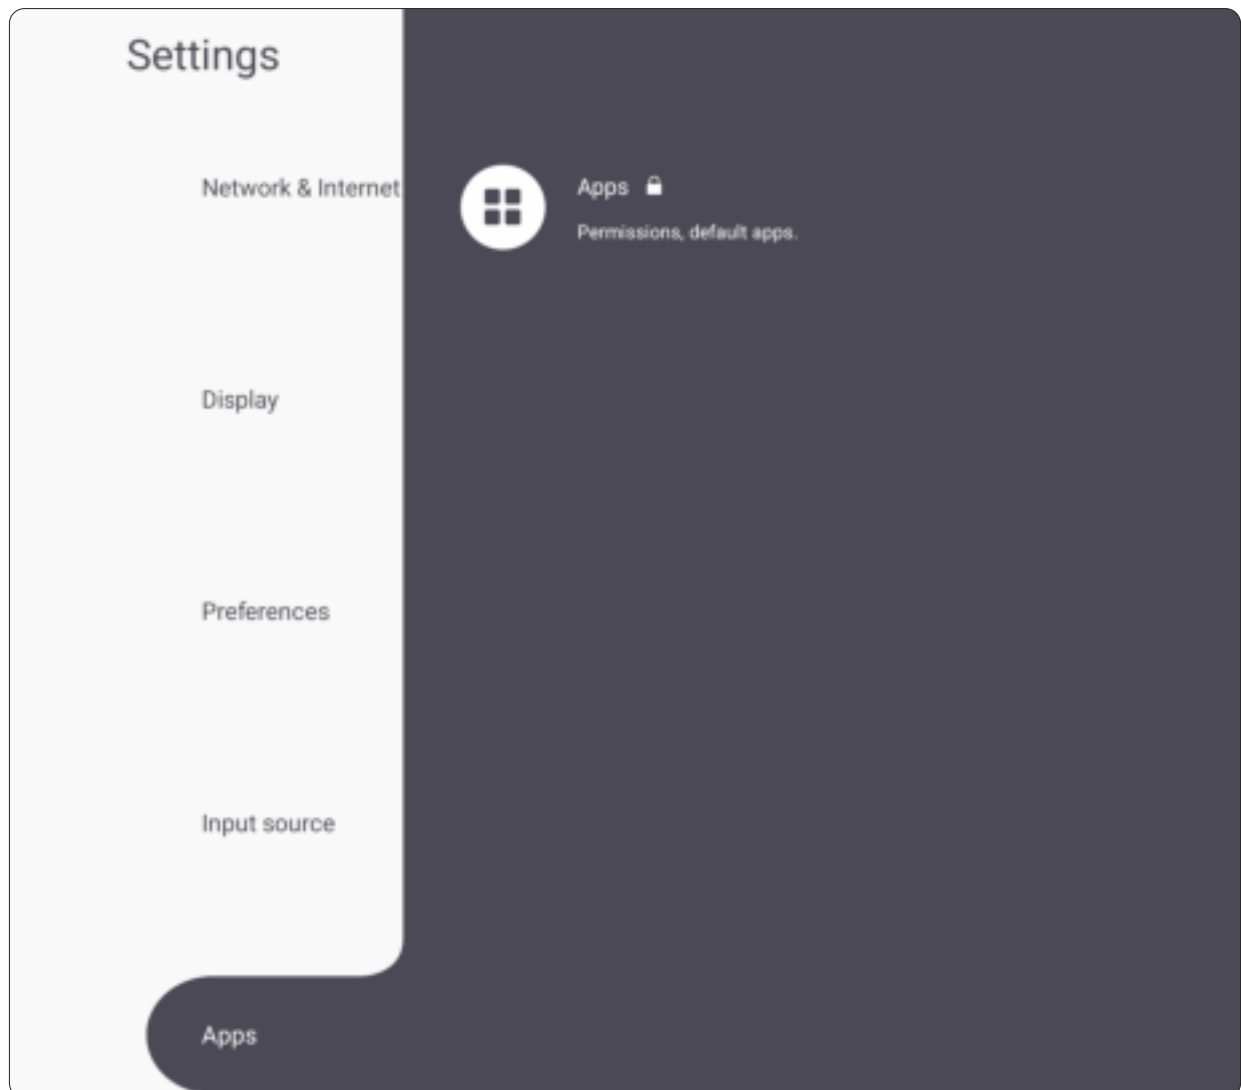 Settings
Network & Internet
Display
Preferences
Input source
Apps
Apps
Permissions, default apps.